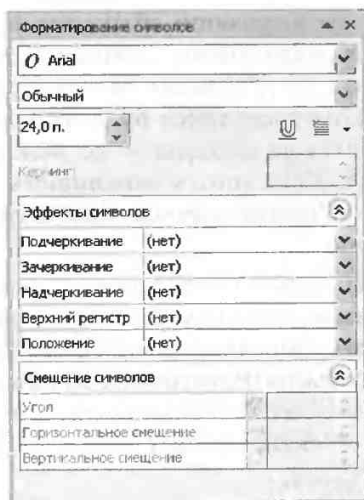 Форматирование символов
O Arial
Обычный
24,0 п.
Кернинг:
Эффекты символов
Подчеркивание (нет)
Зачеркивание (нет)
Надчеркивание (нет)
Верхний регистр (нет)
Положение (нет)
Смещение символов
Угол
Горизонтальное смещение
Вертикальное смещение